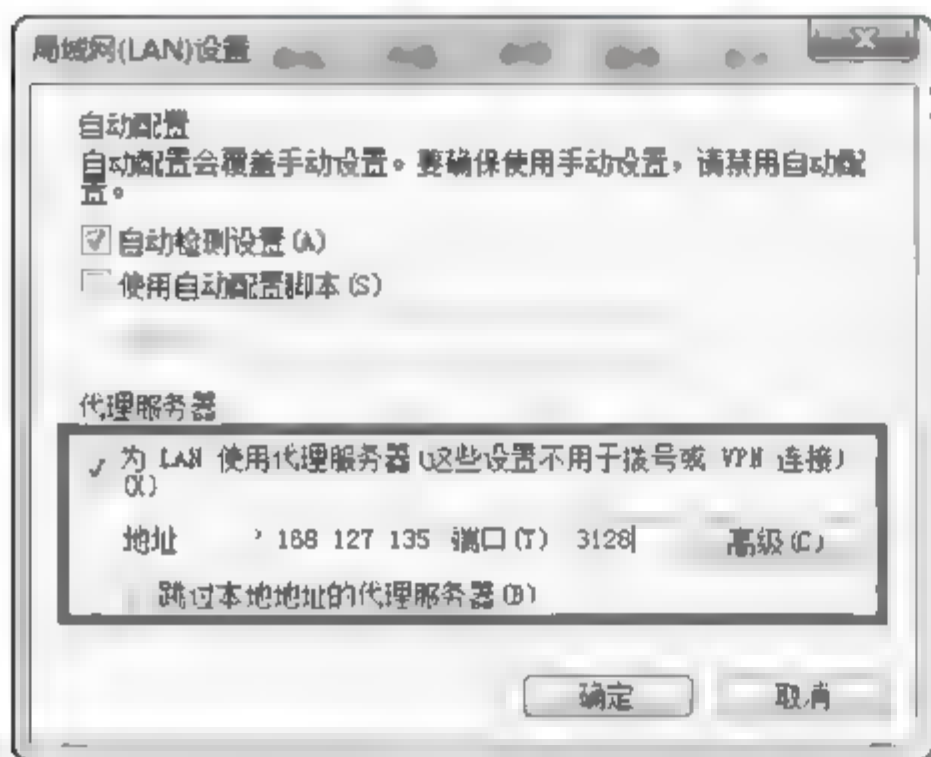 局域网(LAN)设置
自动配置
自动配置会覆盖手动设置。要确保使用手动设置，请禁用自动配
置。
自动检测设置(A)
使用自动配置脚本(S)
代理服务器
为 LAN 使用代理服务器(这些设置不用于拨号或 VPN 连接)
(X)
地址 168 127 135 端口(T) 3128 高级(C)
跳过本地地址的代理服务器(B)
确定 取消